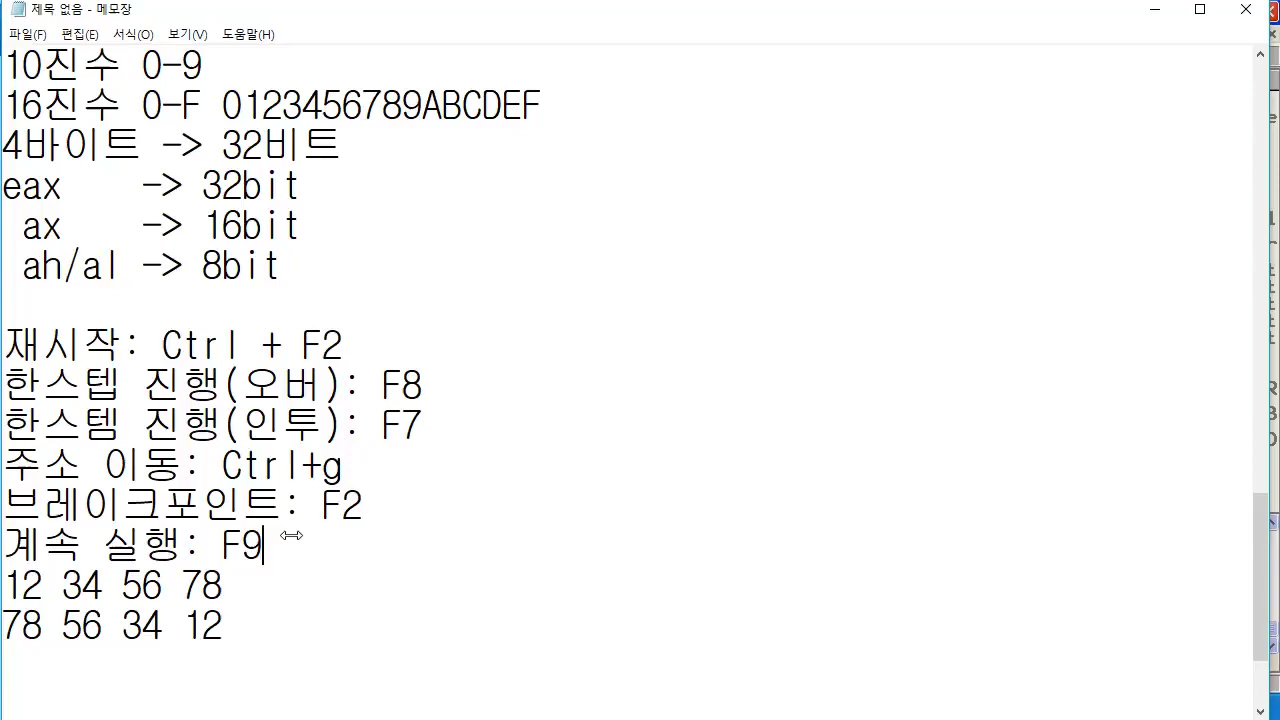 제목 없음 - 메모장
파일(F) 편집(E) 서식(O) 보기(V) 도움말(H)
10진수 0-9
16진수 0-F 0123456789ABCDEF
4바이트 -> 32비트
eax -> 32bit
ax -> 16bit
ah/al -> 8bit
재시작: Ctrl + F2
한스텝 진행(오버): F8
한스템 진행(인투): F7
주소 이동: Ctrl+g
브레이크포인트: F2
계속 실행: F9
12 34 56 78
78 56 34 12